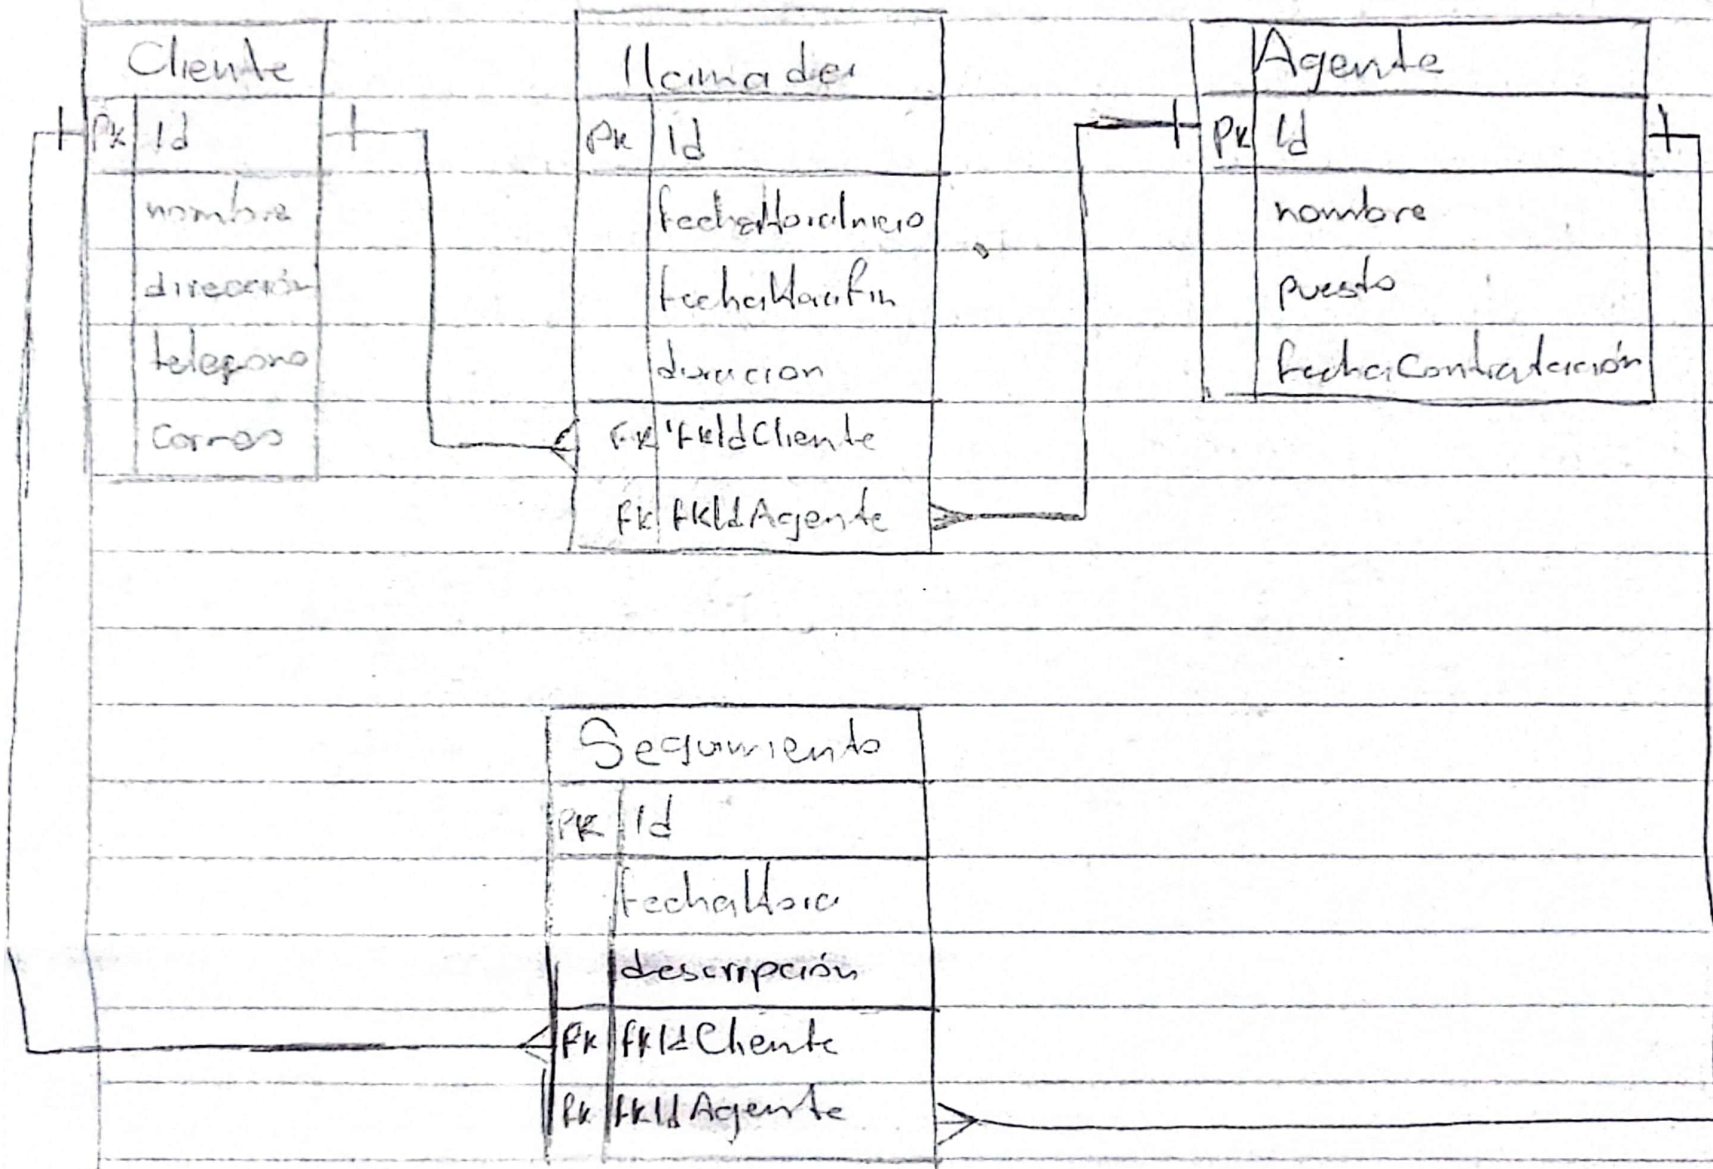 Cliente
Pk Id
nombre
dirección
telefono
Correo
llamada
Pk Id
fechaHoraInicio
fechaHoraFin
duracion
fk fkIdCliente
fk fkIdAgente
Agente
Pk Id
nombre
puesto
fechaContratación
Seguimiento
PK Id
fechaHora
descripción
fk fkIdCliente
fk fkIdAgente